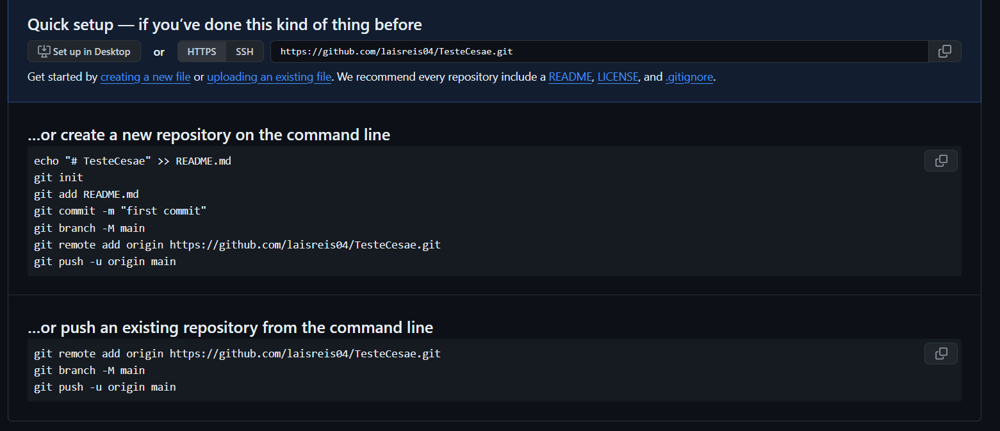 Quick setup — if you’ve done this kind of thing before
Set up in Desktop or HTTPS SSH https://github.com/laisreis04/TesteCesae.git
Get started by creating a new file or uploading an existing file. We recommend every repository include a README, LICENSE, and .gitignore.
…or create a new repository on the command line
echo "# TesteCesae" >> README.md
git init
git add README.md
git commit -m "first commit"
git branch -M main
git remote add origin https://github.com/laisreis04/TesteCesae.git
git push -u origin main
…or push an existing repository from the command line
git remote add origin https://github.com/laisreis04/TesteCesae.git
git branch -M main
git push -u origin main